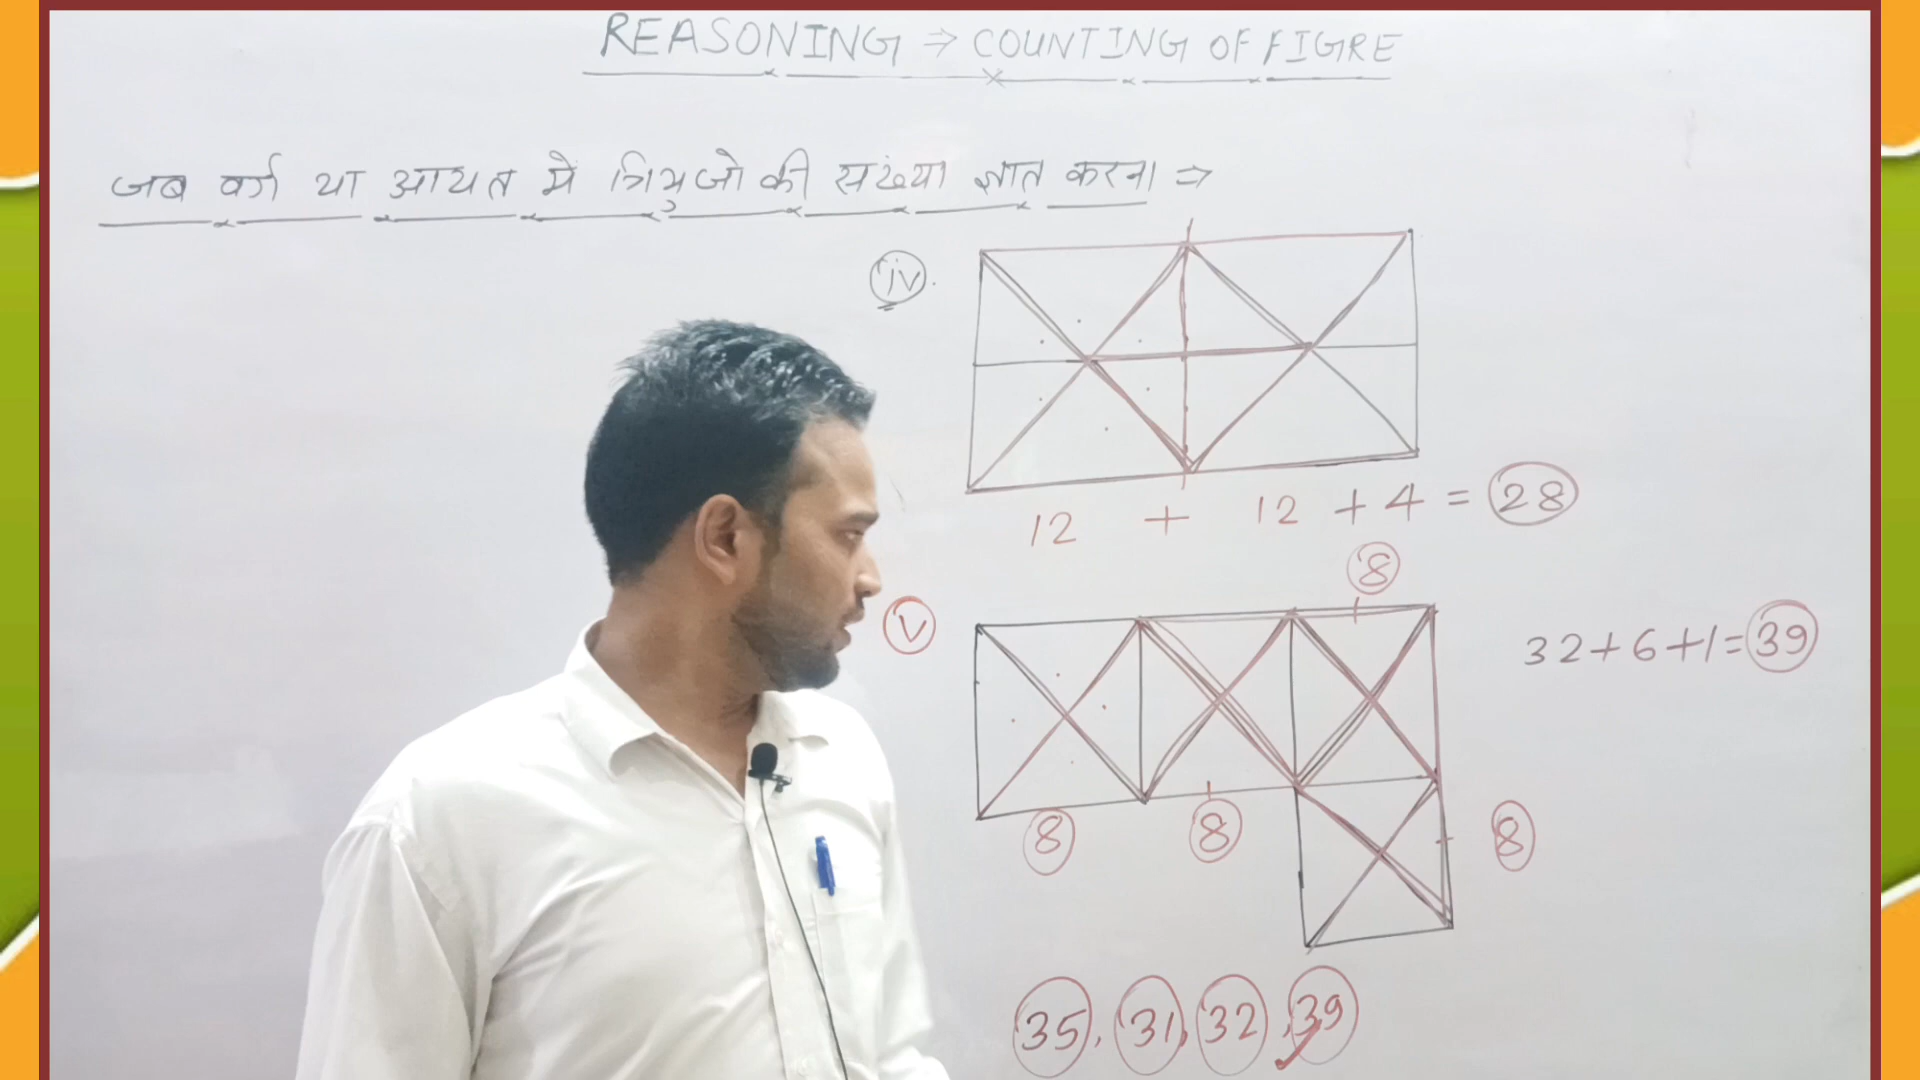 REASONING ⇒ COUNTING OF FIGRE
जब वर्ग या आयत मे त्रिभुजो की संख्या ज्ञात करना ⇒
(iv).
12 + 12 + 4 = 28
8
V
32+6+1=39
8
8
8
35, 31, 32, 39